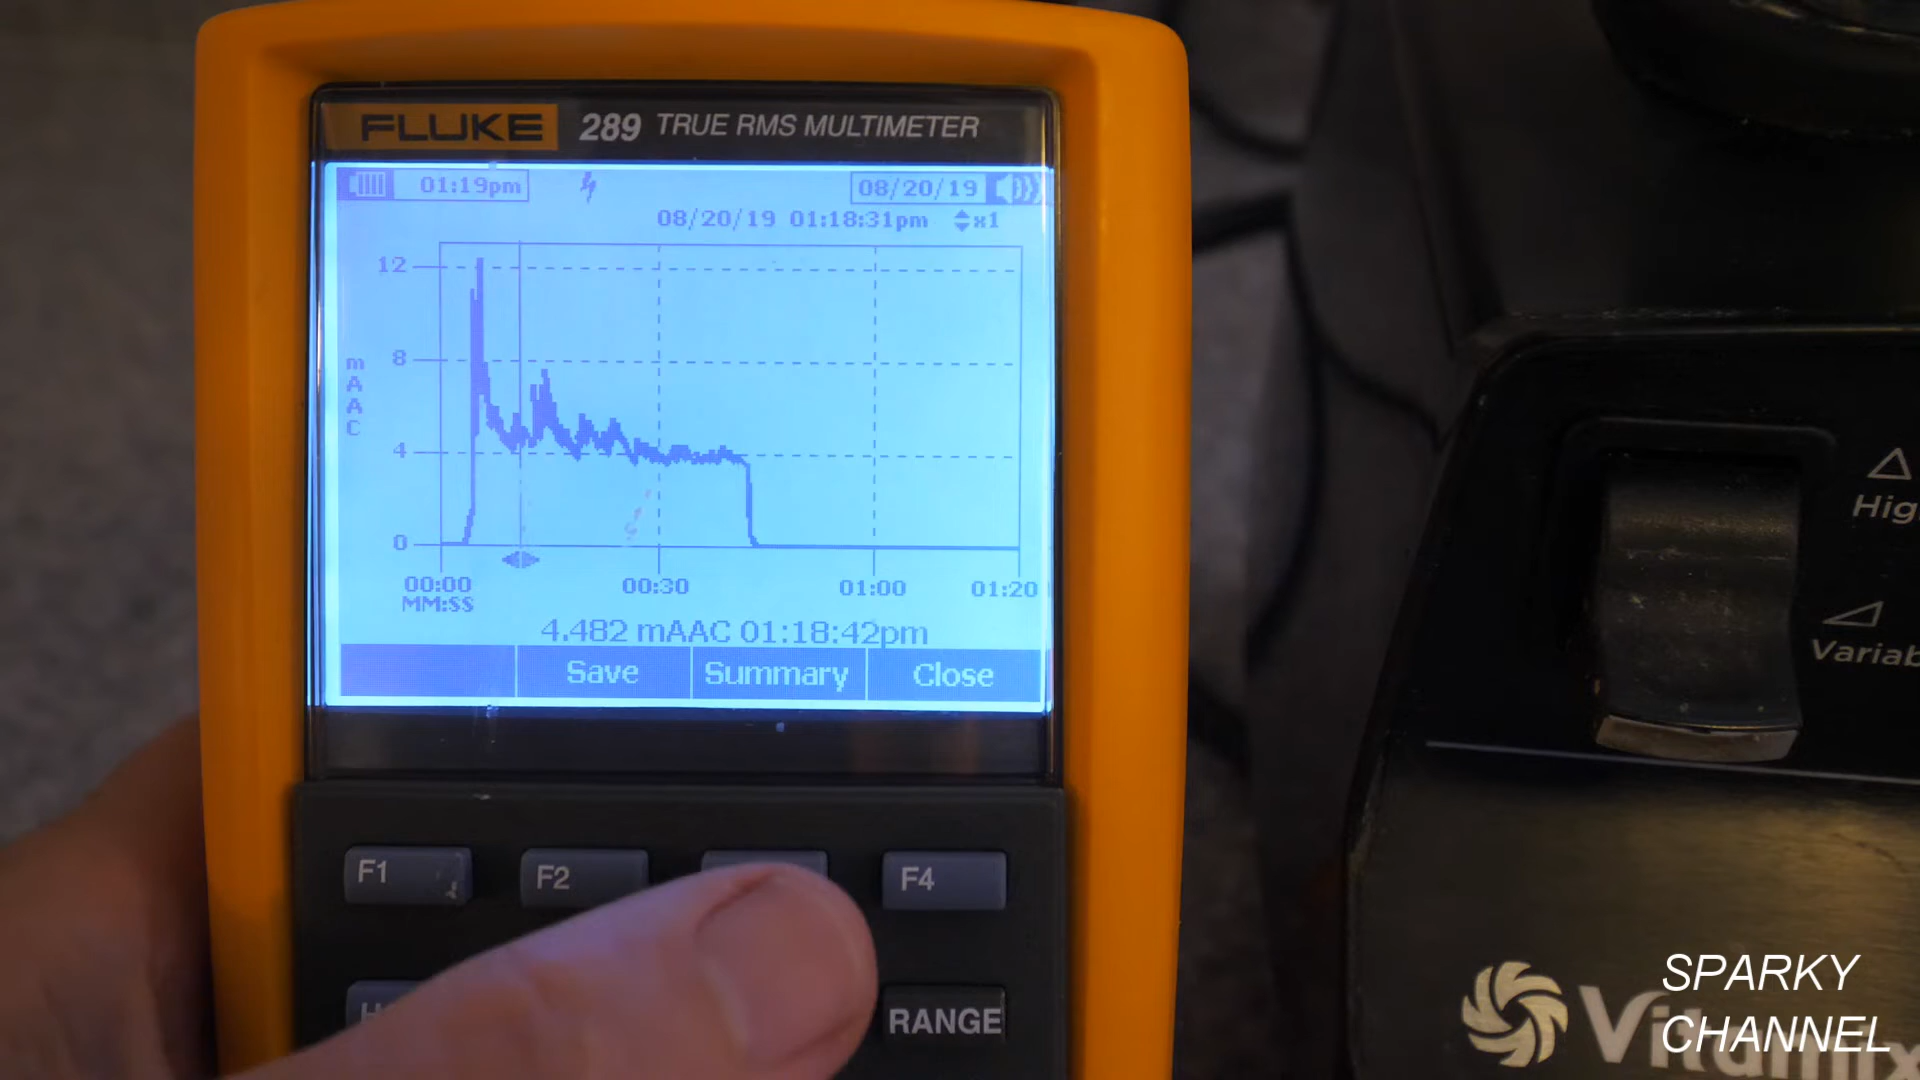 FLUKE 289 TRUE RMS MULTIMETER
01:19pm 08/20/19
08/20/19 01:18:31pm x1
12
8
4
0
mAAC
00:00 00:30 01:00 01:20
MM:SS
4.482 mAAC 01:18:42pm
Save Summary Close
F1 F2 F4
RANGE
Hig
Variab
Vitamix
SPARKY
CHANNEL